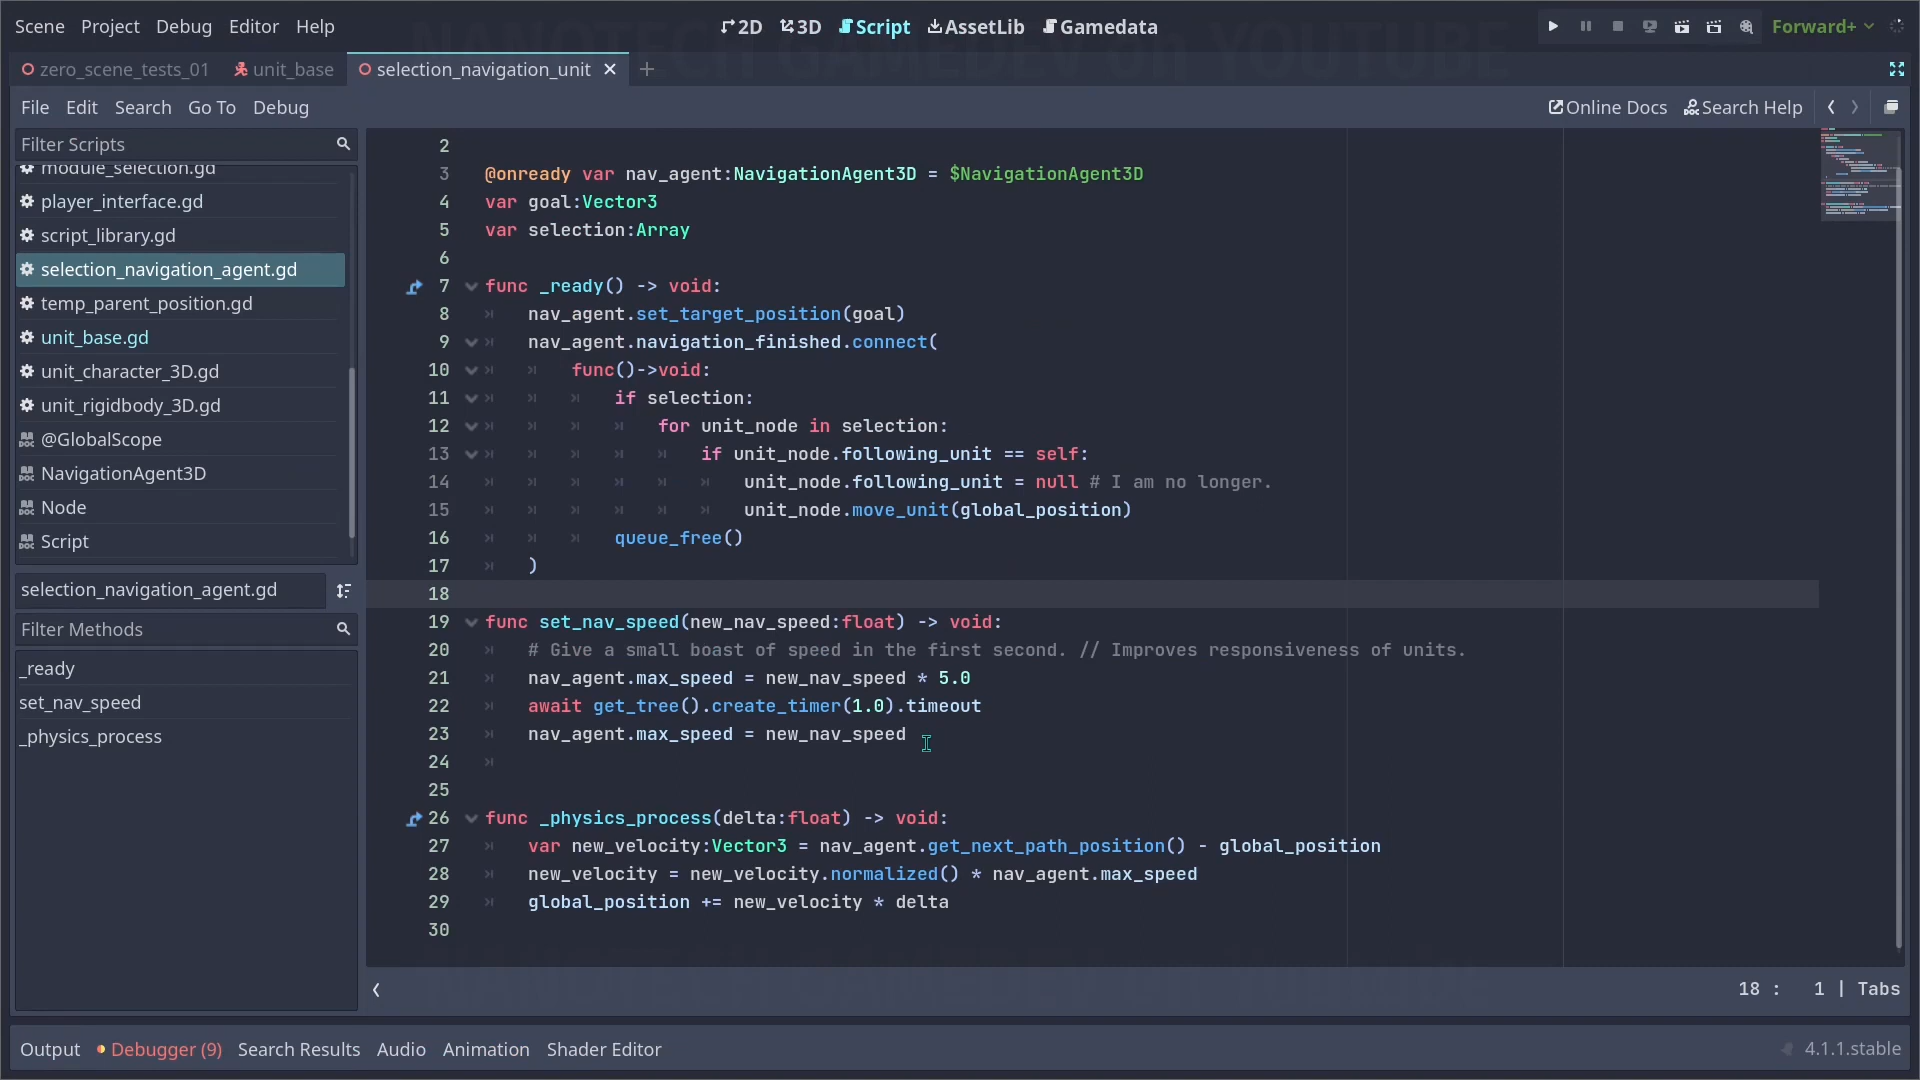 Scene Project Debug Editor Help 2D 3D Script AssetLib Gamedata Forward+
zero_scene_tests_01 unit_base selection_navigation_unit
File Edit Search Go To Debug Online Docs Search Help
Filter Scripts
module_selection.gd
player_interface.gd
script_library.gd
selection_navigation_agent.gd
temp_parent_position.gd
unit_base.gd
unit_character_3D.gd
unit_rigidbody_3D.gd
@GlobalScope
NavigationAgent3D
Node
Script
selection_navigation_agent.gd
Filter Methods
_ready
set_nav_speed
_physics_process
2
3 @onready var nav_agent:NavigationAgent3D = $NavigationAgent3D
4 var goal:Vector3
5 var selection:Array
6
7 func _ready() -> void:
8 nav_agent.set_target_position(goal)
9 nav_agent.navigation_finished.connect(
10 func()->void:
11 if selection:
12 for unit_node in selection:
13 if unit_node.following_unit == self:
14 unit_node.following_unit = null # I am no longer.
15 unit_node.move_unit(global_position)
16 queue_free()
17 )
18
19 func set_nav_speed(new_nav_speed:float) -> void:
20 # Give a small boast of speed in the first second. // Improves responsiveness of units.
21 nav_agent.max_speed = new_nav_speed * 5.0
22 await get_tree().create_timer(1.0).timeout
23 nav_agent.max_speed = new_nav_speed
24
25
26 func _physics_process(delta:float) -> void:
27 var new_velocity:Vector3 = nav_agent.get_next_path_position() - global_position
28 new_velocity = new_velocity.normalized() * nav_agent.max_speed
29 global_position += new_velocity * delta
30
18 : 1 | Tabs
Output Debugger (9) Search Results Audio Animation Shader Editor 4.1.1.stable